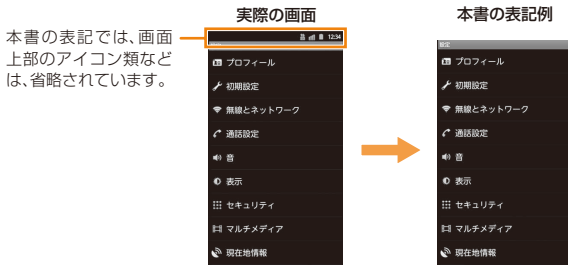 実際の画面
本書の表記例
本書の表記では、画面
上部のアイコン類など
は、省略されています。
12:34
プロフィール
初期設定
無線とネットワーク
通話設定
音
表示
セキュリティ
マルチメディア
現在地情報
設定
プロフィール
初期設定
無線とネットワーク
通話設定
音
表示
セキュリティ
マルチメディア
現在地情報